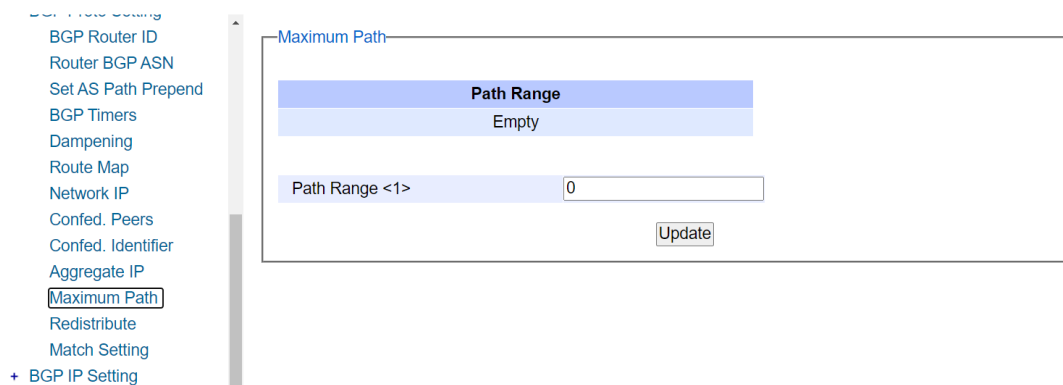 BGP Router ID
Router BGP ASN
Set AS Path Prepend
BGP Timers
Dampening
Route Map
Network IP
Confed. Peers
Confed. Identifier
Aggregate IP
Maximum Path
Redistribute
Match Setting
+ BGP IP Setting
Maximum Path
Path Range
Empty
Path Range <1>
0
Update